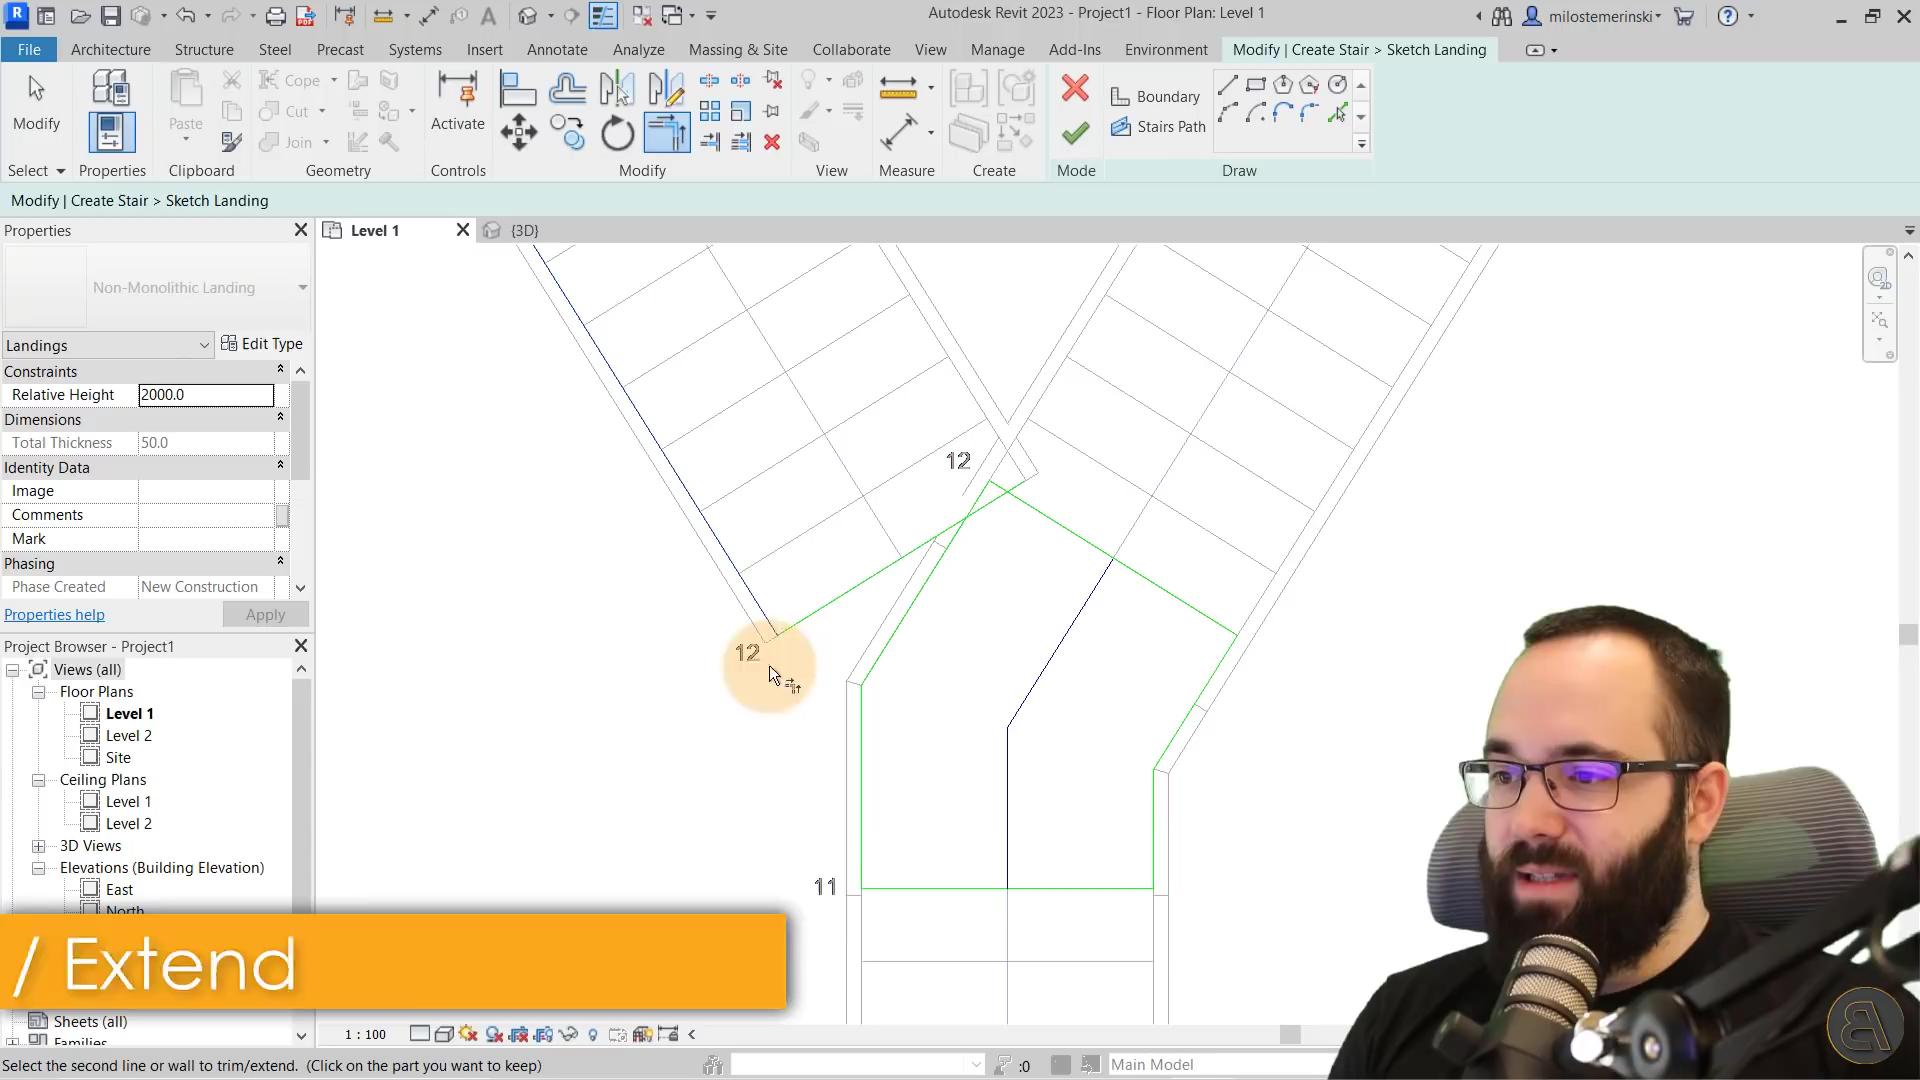 Autodesk Revit 2023 - Project1 - Floor Plan: Level 1
milostemerinski
File
Architecture
Structure
Steel
Precast
Systems
Insert
Annotate
Analyze
Massing & Site
Collaborate
View
Manage
Add-Ins
Environment
Modify | Create Stair > Sketch Landing
Modify
Paste
Cope
Cut
Join
Activate
Boundary
Stairs Path
Select
Properties
Clipboard
Geometry
Controls
Modify
View
Measure
Create
Mode
Draw
Modify | Create Stair > Sketch Landing
Properties
Level 1
{3D}
Non-Monolithic Landing
Landings
Edit Type
Constraints
Relative Height
2000.0
Dimensions
Total Thickness
50.0
Identity Data
Image
Comments
Mark
Phasing
Phase Created
New Construction
Properties help
Apply
Project Browser - Project1
Views (all)
Floor Plans
Level 1
Level 2
Site
Ceiling Plans
Level 1
Level 2
3D Views
Elevations (Building Elevation)
East
North
Sheets (all)
Families
12
12
11
/ Extend
1 : 100
Select the second line or wall to trim/extend. (Click on the part you want to keep)
:0
Main Model
2D